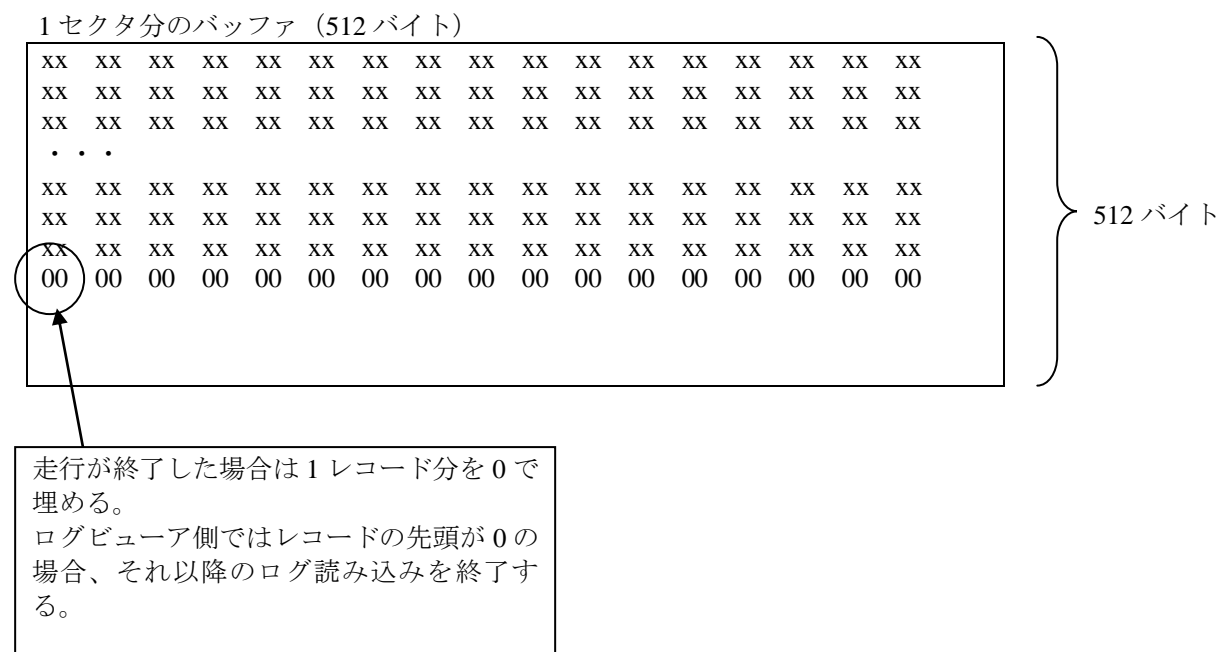 1 セクタ分のバッファ（512 バイト）
xx xx xx xx xx xx xx xx xx xx xx xx xx xx xx xx xx
xx xx xx xx xx xx xx xx xx xx xx xx xx xx xx xx xx
xx xx xx xx xx xx xx xx xx xx xx xx xx xx xx xx xx
・・・
xx xx xx xx xx xx xx xx xx xx xx xx xx xx xx xx xx
xx xx xx xx xx xx xx xx xx xx xx xx xx xx xx xx xx
xx xx xx xx xx xx xx xx xx xx xx xx xx xx xx xx xx
00 00 00 00 00 00 00 00 00 00 00 00 00 00 00 00 00
512 バイト
走行が終了した場合は 1 レコード分を 0 で
埋める。
ログビューア側ではレコードの先頭が 0 の
場合、それ以降のログ読み込みを終了す
る。